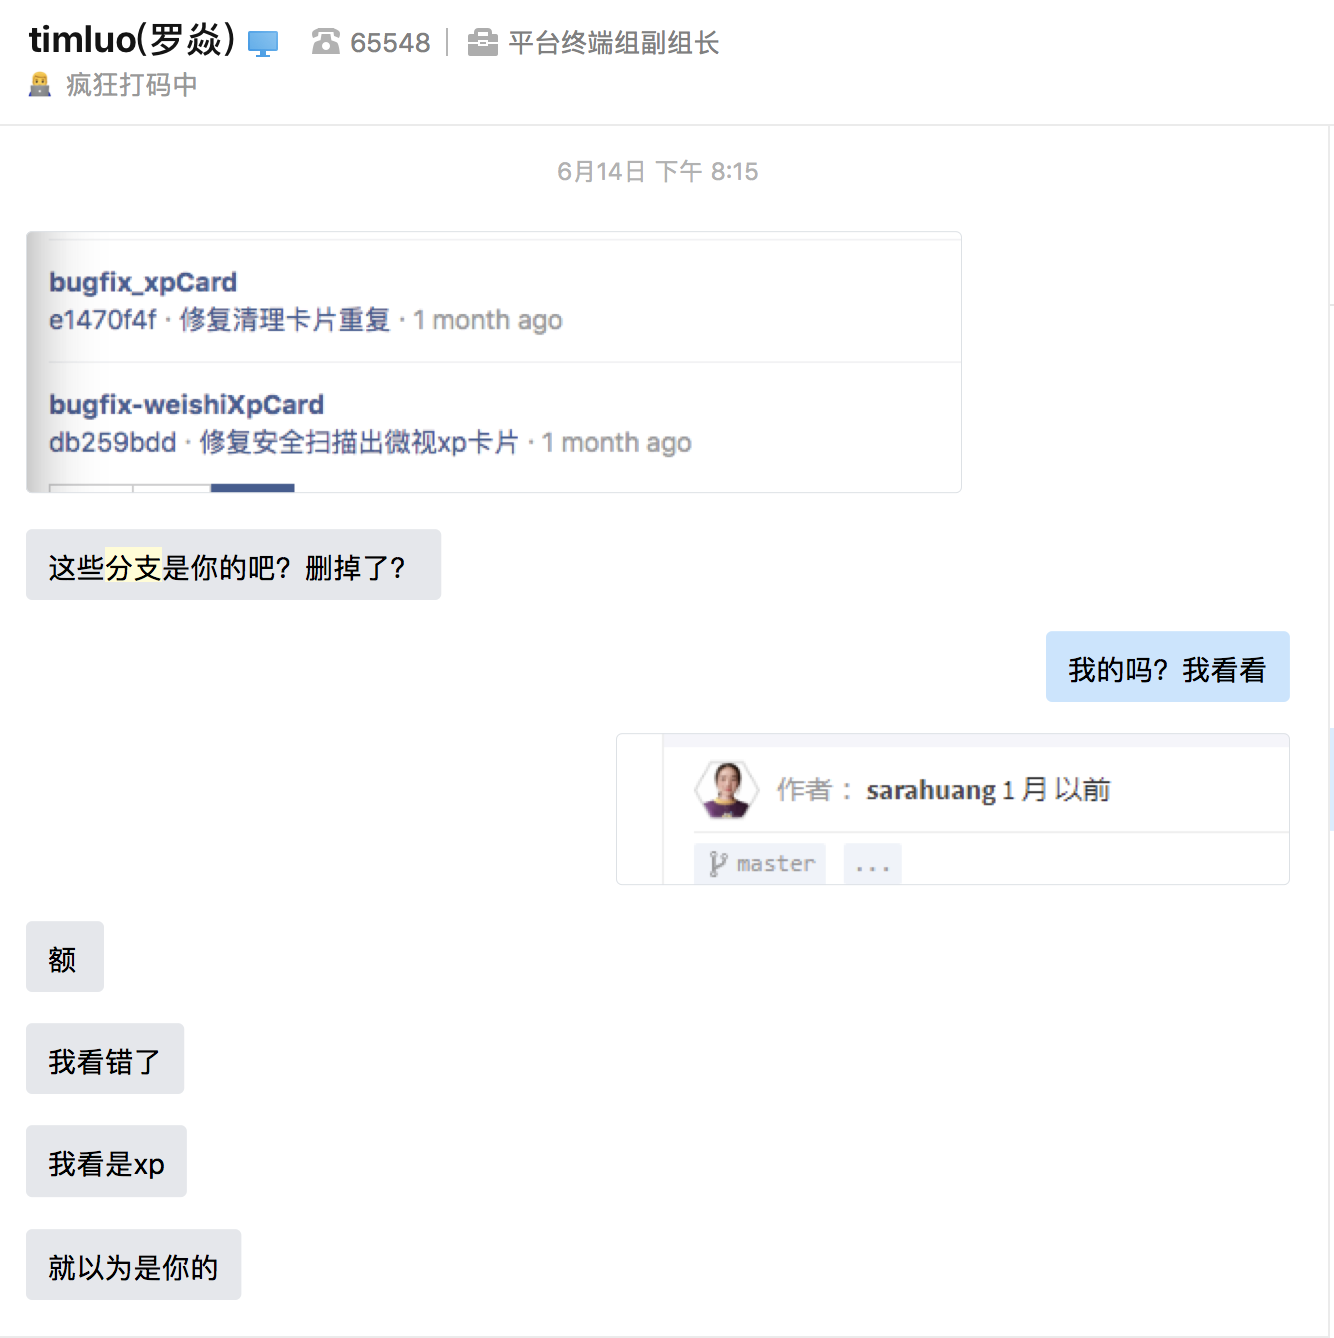 timluo(罗焱) 65548 平台终端组副组长
疯狂打码中
6月14日 下午 8:15
bugfix_xpCard
e1470f4f · 修复清理卡片重复 · 1 month ago
bugfix-weishiXpCard
db259bdd · 修复安全扫描出微视xp卡片 · 1 month ago
这些分支是你的吧？删掉了？
我的吗？我看看
作者： sarahuang 1 月 以前
master ...
额
我看错了
我看是xp
就以为是你的